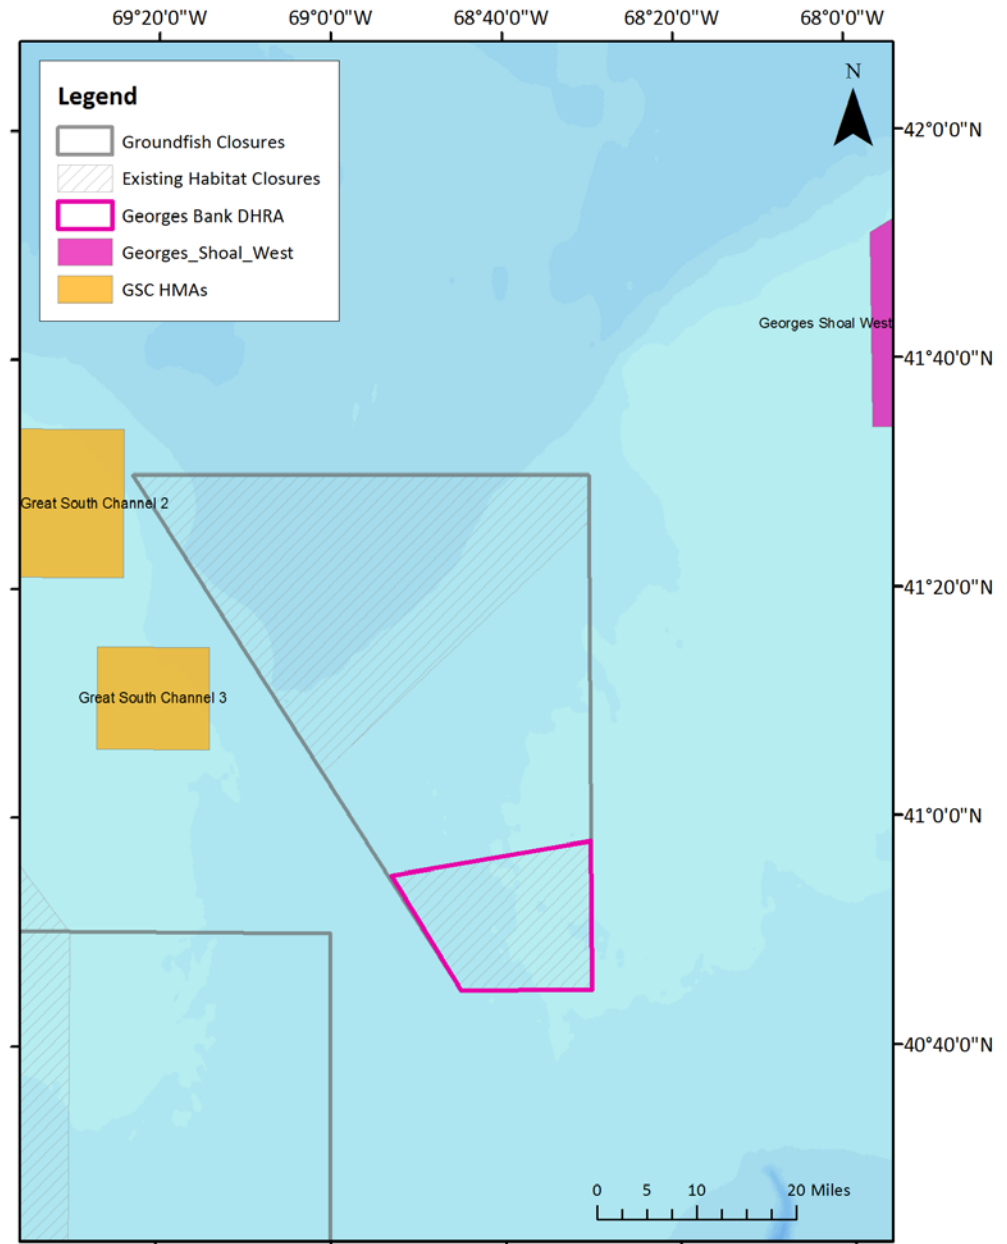 69°20'0"W 69°0'0"W 68°40'0"W 68°20'0"W 68°0'0"W
N
Legend
Groundfish Closures
Existing Habitat Closures
Georges Bank DHRA
Georges_Shoal_West
GSC HMAs
42°0'0"N
Georges Shoal West
41°40'0"N
Great South Channel 2
41°20'0"N
Great South Channel 3
41°0'0"N
40°40'0"N
0 5 10 20 Miles